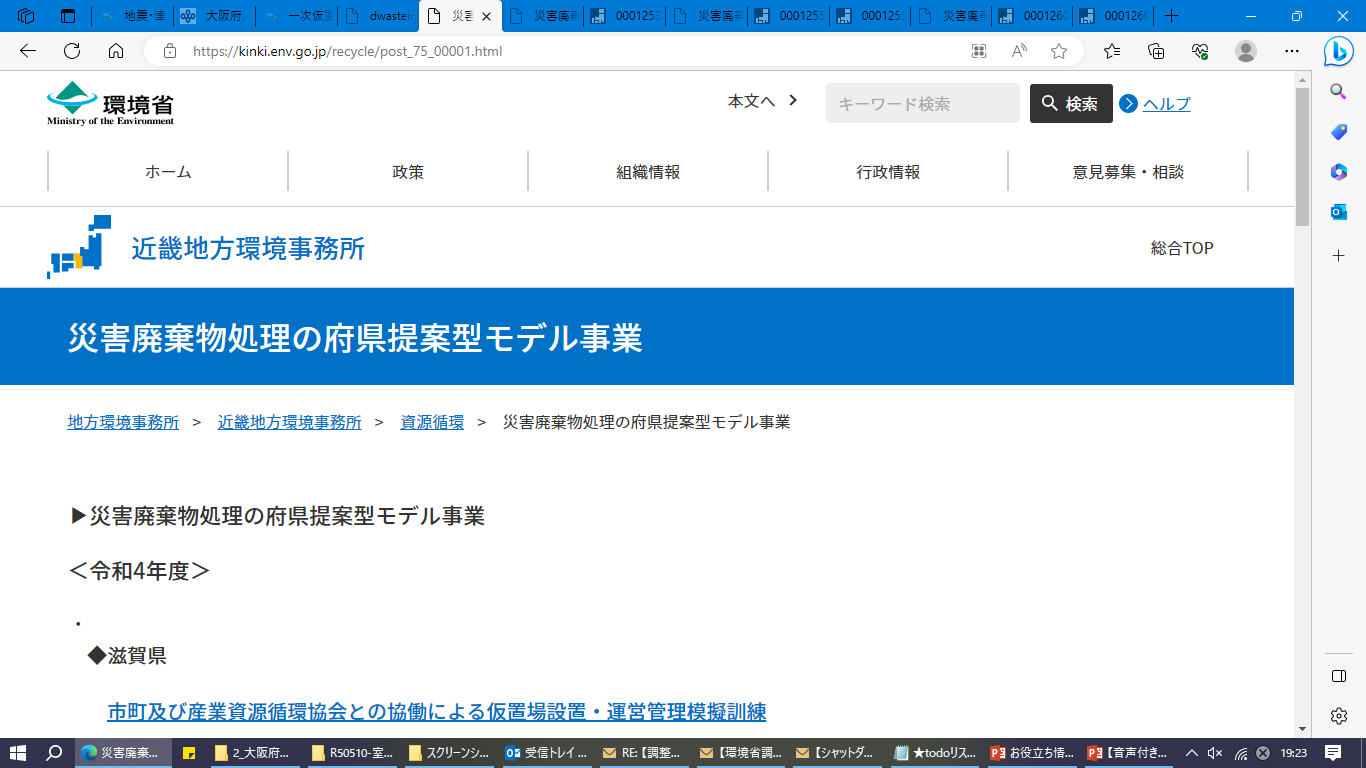 地震・津
大阪府
一次仮置
dwastein
災害
災害廃棄
000125
災害廃棄
000125
000125
災害廃棄
000126
000126
https://kinki.env.go.jp/recycle/post_75_00001.html
環境省
Ministry of the Environment
本文へ
キーワード検索
検索
ヘルプ
ホーム
政策
組織情報
行政情報
意見募集・相談
近畿地方環境事務所
総合TOP
災害廃棄物処理の府県提案型モデル事業
地方環境事務所 > 近畿地方環境事務所 > 資源循環 > 災害廃棄物処理の府県提案型モデル事業
▶災害廃棄物処理の府県提案型モデル事業
＜令和4年度＞
・
◆滋賀県
市町及び産業資源循環協会との協働による仮置場設置・運営管理模擬訓練
災害廃棄...
2_大阪府...
R50510-室...
スクリーンシ...
受信トレイ ...
RE:【調整...
【環境省調...
【シャットダ...
★todoリス...
お役立ち情...
【音声付き...
19:23